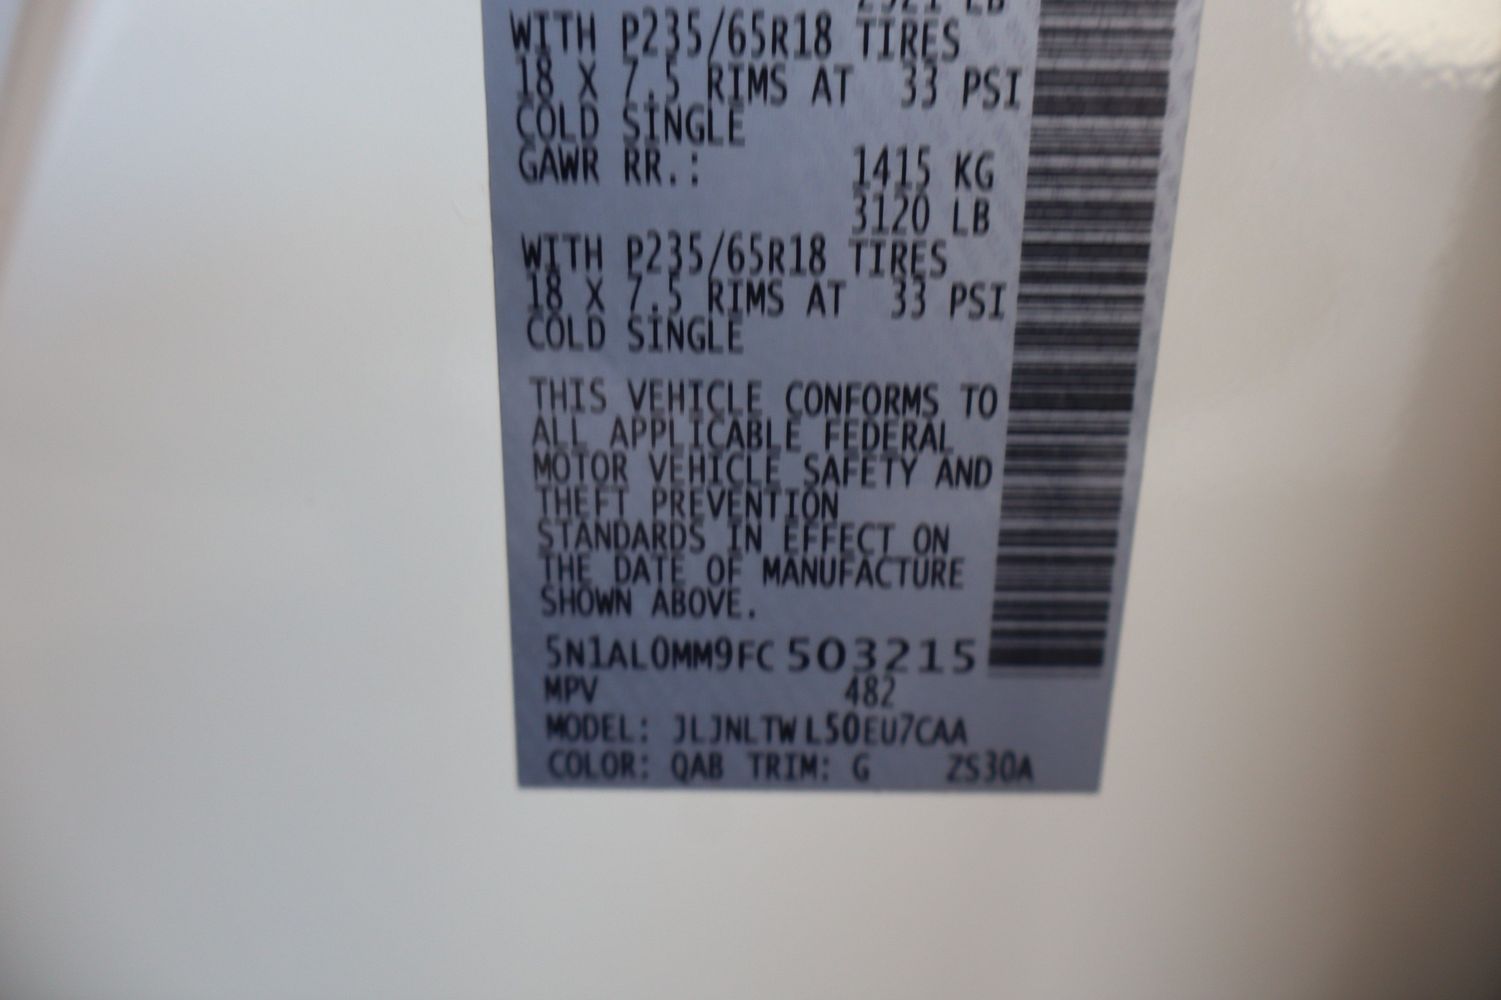 2921 LB
WITH P235/65R18 TIRES
18 X 7.5 RIMS AT 33 PSI
COLD SINGLE
GAWR RR.: 1415 KG
3120 LB
WITH P235/65R18 TIRES
18 X 7.5 RIMS AT 33 PSI
COLD SINGLE
THIS VEHICLE CONFORMS TO
ALL APPLICABLE FEDERAL
MOTOR VEHICLE SAFETY AND
THEFT PREVENTION
STANDARDS IN EFFECT ON
THE DATE OF MANUFACTURE
SHOWN ABOVE.
5N1AL0MM9FC503215
MPV 482
MODEL: JLJNLTWL50EU7CAA
COLOR: QAB TRIM: G ZS30A